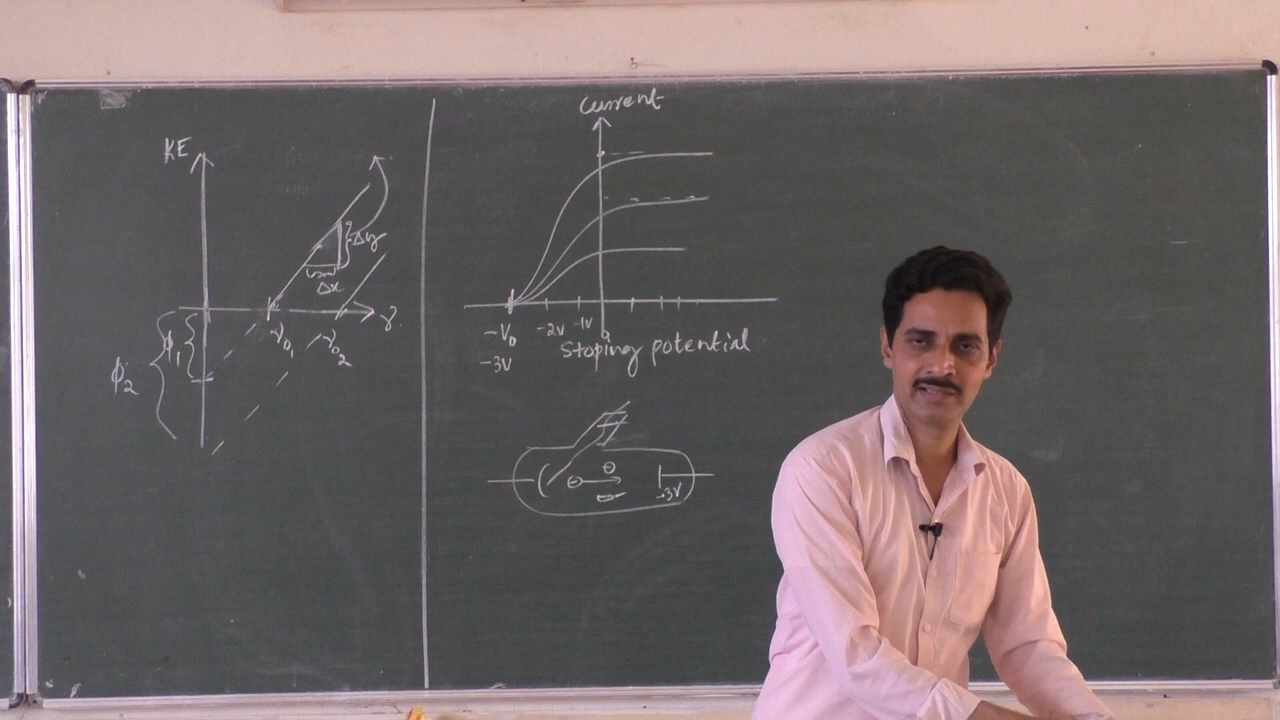 KE
Δy
Δx
ν
ν₀₁
ν₀₂
ϕ₁
ϕ₂
Current
-V₀
-2V
-1V
0
-3V
Stoping potential
-3V